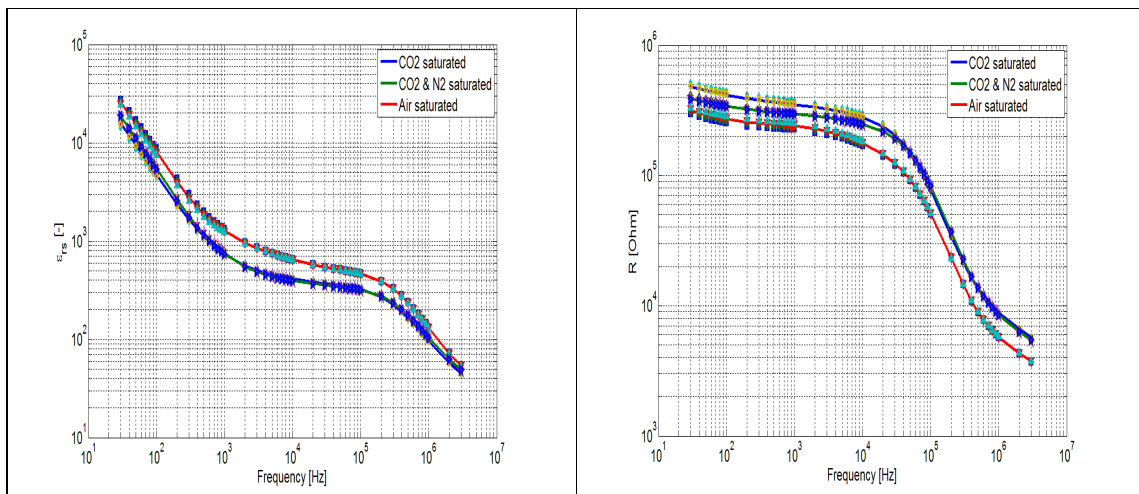 10^5
10^4
10^3
10^2
10^1
ε_rs [-]
CO2 saturated
CO2 & N2 saturated
Air saturated
10^1 10^2 10^3 10^4 10^5 10^6 10^7
Frequency [Hz]
10^6
10^5
10^4
10^3
R [Ohm]
CO2 saturated
CO2 & N2 saturated
Air saturated
10^1 10^2 10^3 10^4 10^5 10^6 10^7
Frequency [Hz]